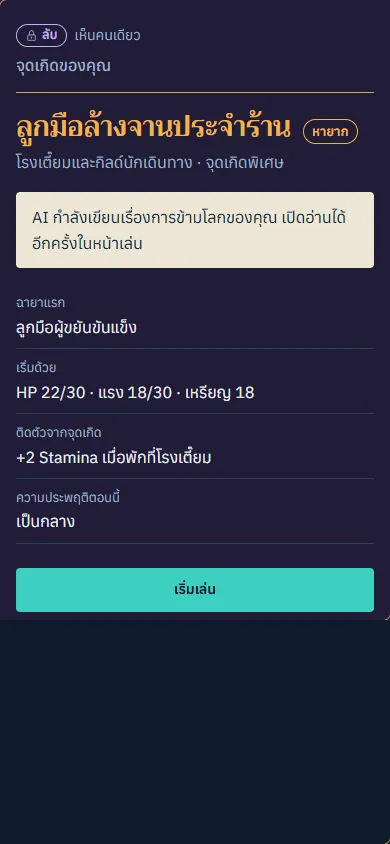 ลับ เห็นคนเดียว
จุดเกิดของคุณ
ลูกมือล้างจานประจำร้าน หายาก
โรงเตี๊ยมและกิลด์นักเดินทาง · จุดเกิดพิเศษ
AI กำลังเขียนเรื่องการข้ามโลกของคุณ เปิดอ่านได้
อีกครั้งในหน้าเล่น
ฉายาแรก
ลูกมือผู้ขยันขันแข็ง
เริ่มด้วย
HP 22/30 · แรง 18/30 · เหรียญ 18
ติดตัวจากจุดเกิด
+2 Stamina เมื่อพักที่โรงเตี๊ยม
ความประพฤติตอนนี้
เป็นกลาง
เริ่มเล่น